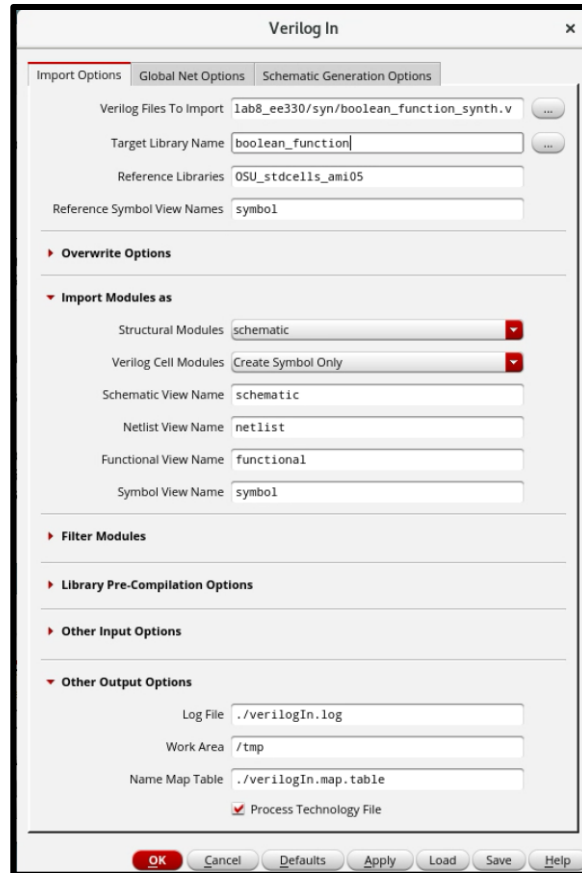 Verilog In
Import Options Global Net Options Schematic Generation Options
Verilog Files To Import lab8_ee330/syn/boolean_function_synth.v ...
Target Library Name boolean_function ...
Reference Libraries OSU_stdcells_ami05
Reference Symbol View Names symbol
Overwrite Options
Import Modules as
Structural Modules schematic
Verilog Cell Modules Create Symbol Only
Schematic View Name schematic
Netlist View Name netlist
Functional View Name functional
Symbol View Name symbol
Filter Modules
Library Pre-Compilation Options
Other Input Options
Other Output Options
Log File ./verilogIn.log
Work Area /tmp
Name Map Table ./verilogIn.map.table
Process Technology File
OK Cancel Defaults Apply Load Save Help